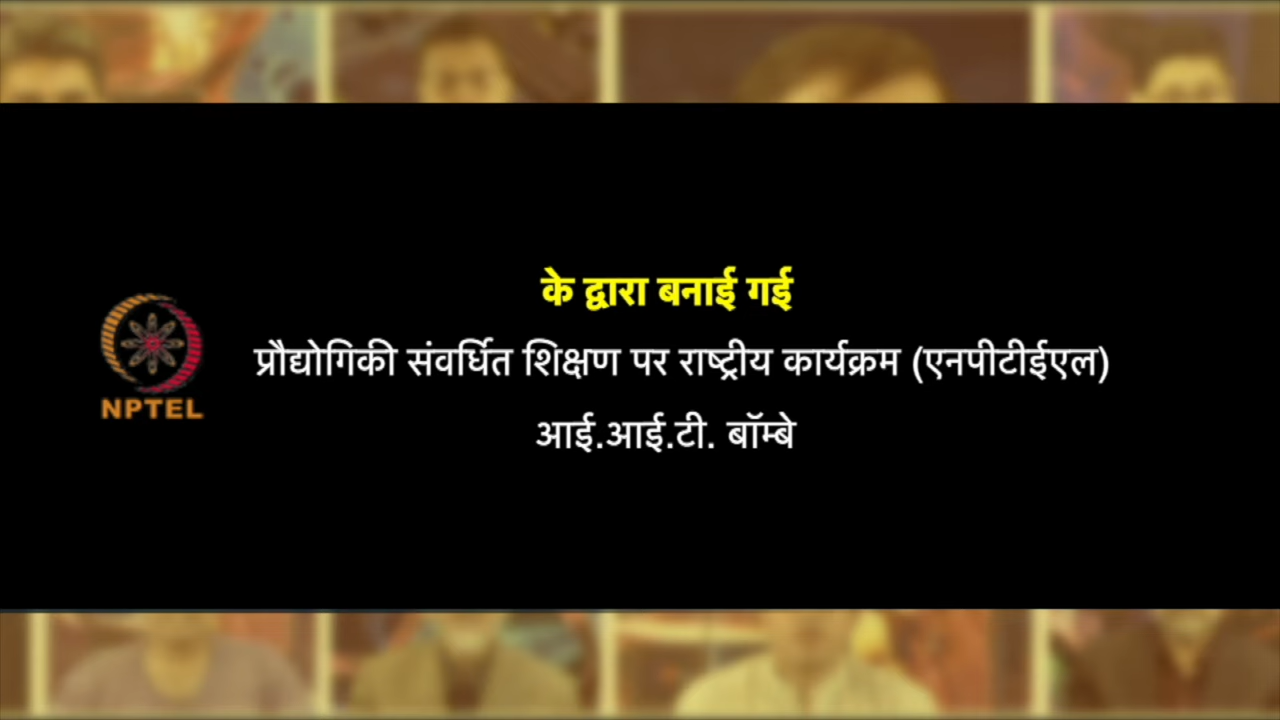 के द्वारा बनाई गई
प्रौद्योगिकी संवर्धित शिक्षण पर राष्ट्रीय कार्यक्रम (एनपीटीईएल)
आई.आई.टी. बॉम्बे
NPTEL